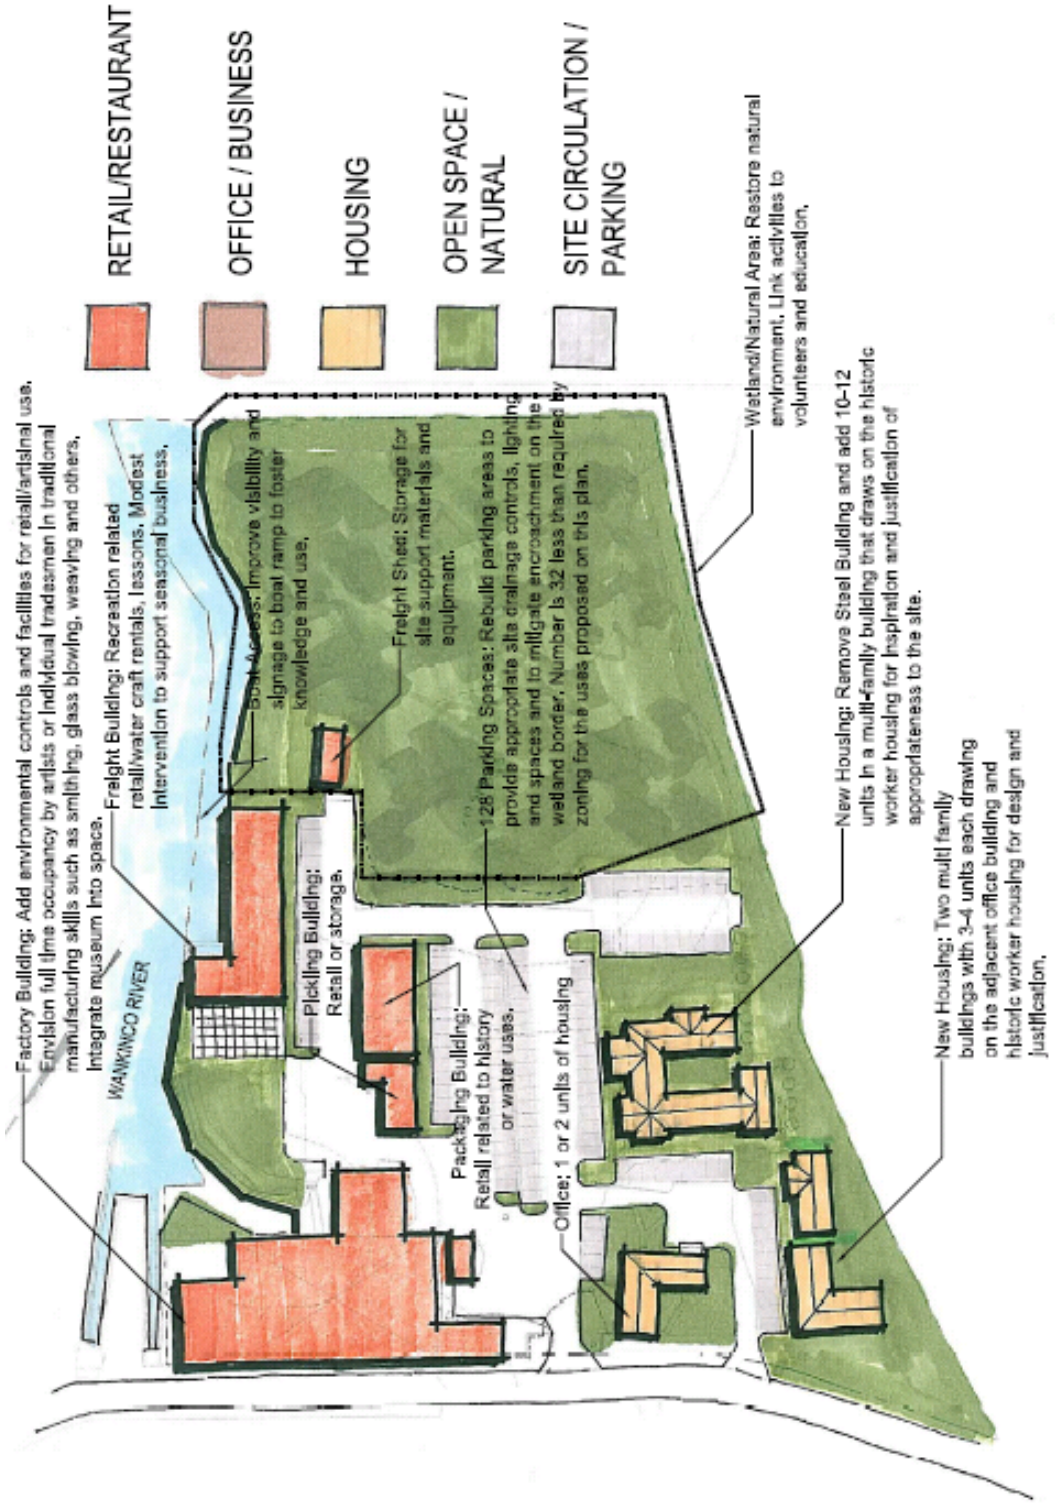 Factory Building: Add environmental controls and facilities for retail/artisinal use.
Envision full time occupancy by artists or individual tradesmen in traditional
manufacturing skills such as smithing, glass blowing, weaving and others.
Integrate museum into space.
Freight Building: Recreation related
retail/water craft rentals, lessons. Modest
intervention to support seasonal business.
WANKINCO RIVER
Boat Access: Improve visibility and
signage to boat ramp to foster
knowledge and use.
Picking Building:
Retail or storage.
Freight Shed: Storage for
site support materials and
equipment.
Packaging Building:
Retail related to history
or water uses.
128 Parking Spaces: Rebuild parking areas to
provide appropriate site drainage controls, lighting
and spaces and to mitigate encroachment on the
wetland border. Number is 32 less than required by
zoning for the uses proposed on this plan.
Office: 1 or 2 units of housing
Wetland/Natural Area: Restore natural
environment. Link activities to
volunteers and education.
New Housing: Remove Steel Building and add 10-12
units in a multi-family building that draws on the historic
worker housing for inspiration and justification of
appropriateness to the site.
New Housing: Two multi family
buildings with 3-4 units each drawing
on the adjacent office building and
historic worker housing for design and
justification.
RETAIL/RESTAURANT
OFFICE / BUSINESS
HOUSING
OPEN SPACE /
NATURAL
SITE CIRCULATION /
PARKING